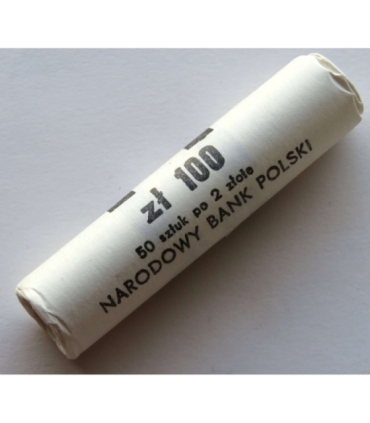 zł 100
50 sztuk po 2 złote
NARODOWY BANK POLSKI